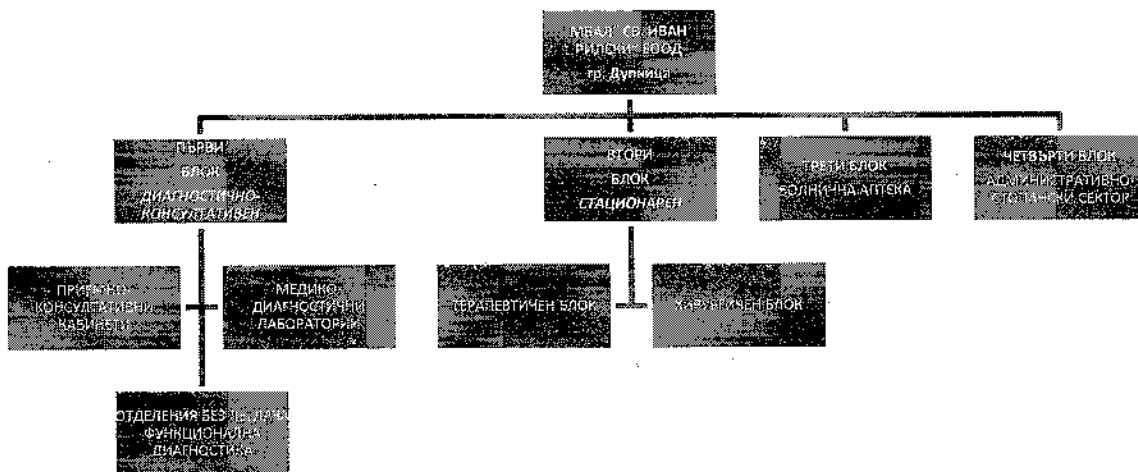 МБАЛ "СВ. ИВАН
РИЛСКИ" ЕООД
гр. Дупница
ПЪРВИ
БЛОК
ДИАГНОСТИЧНО-
КОНСУЛТАТИВЕН
ВТОРИ
БЛОК
СТАЦИОНАРЕН
ТРЕТИ БЛОК
БОЛНИЧНА АПТЕКА
ЧЕТВЪРТИ БЛОК
АДМИНИСТРАТИВНО-
СТОПАНСКИ СЕКТОР
ПРИЕМНО-
КОНСУЛТАТИВНИ
КАБИНЕТИ
МЕДИКО-
ДИАГНОСТИЧНИ
ЛАБОРАТОРИИ
ТЕРАПЕВТИЧЕН БЛОК
ХИРУРГИЧЕН БЛОК
ОТДЕЛЕНИЯ БЕЗ ЛЕГЛА
ФУНКЦИОНАЛНА
ДИАГНОСТИКА